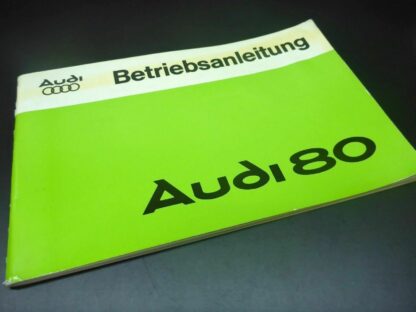 Audi
Betriebsanleitung
Audi 80